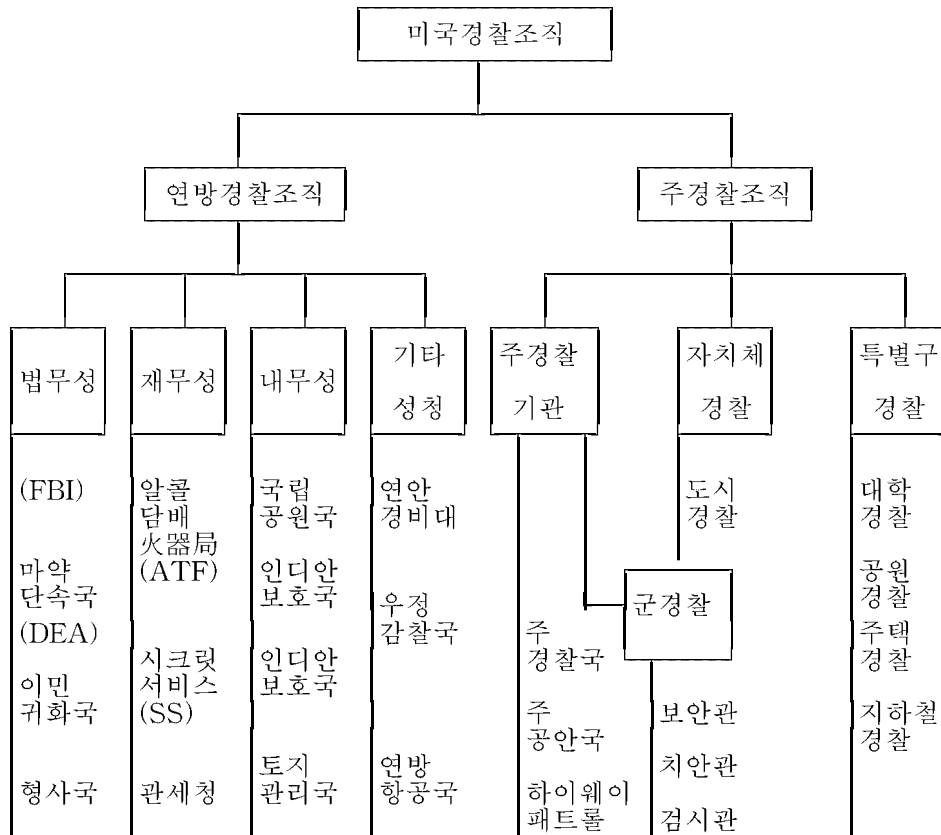 미국경찰조직
연방경찰조직
주경찰조직
법무성
재무성
내무성
기타
성청
주경찰
기관
자치체
경찰
특별구
경찰
(FBI)
마약
단속국
(DEA)
이민
귀화국
형사국
알콜
담배
火器局
(ATF)
시크릿
서비스
(SS)
관세청
국립
공원국
인디안
보호국
인디안
보호국
토지
관리국
연안
경비대
우정
감찰국
연방
항공국
주
경찰국
주
공안국
하이웨이
패트롤
도시
경찰
군경찰
보안관
치안관
검시관
대학
경찰
공원
경찰
주택
경찰
지하철
경찰